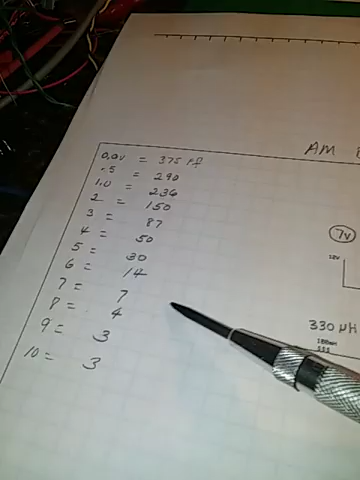 AM
0.0V = 375 pf
.5 = 290
1.0 = 236
2 = 150
3 = 87
4 = 50
5 = 30
6 = 14
7 = 7
8 = 4
9 = 3
10 = 3
7V
12V
330 µH